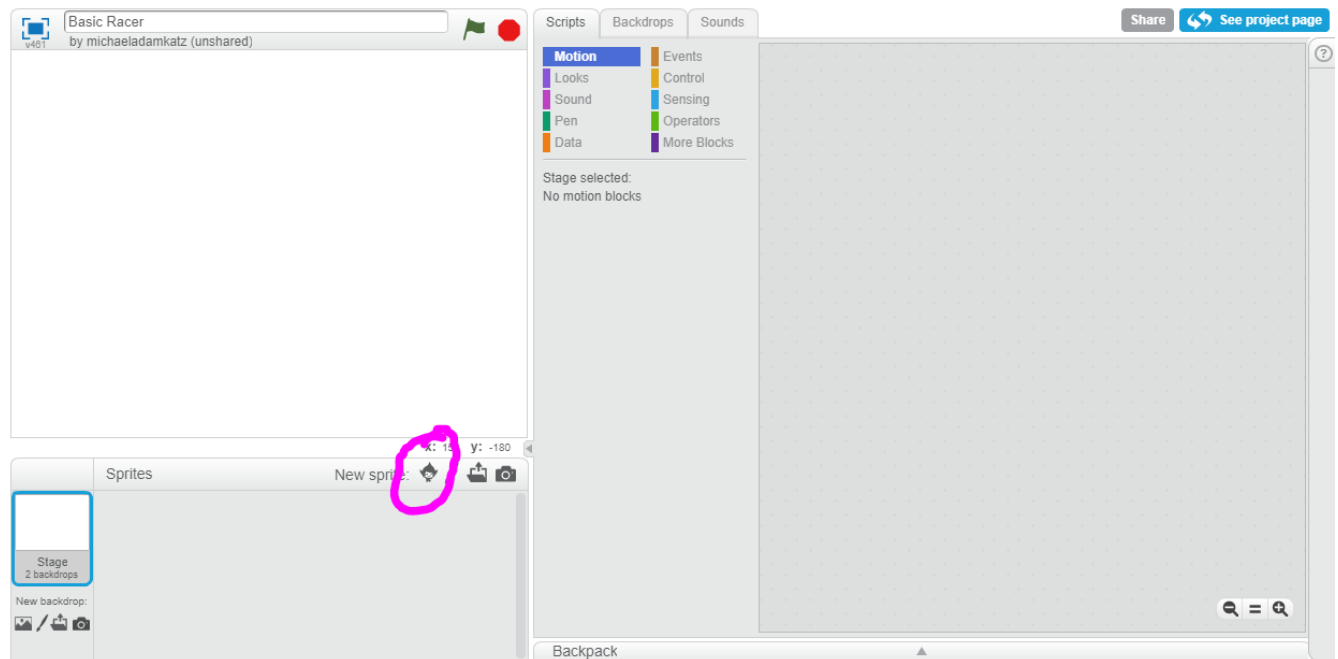 v461
Basic Racer
by michaeladamkatz (unshared)
Scripts
Backdrops
Sounds
Share
See project page
Motion
Looks
Sound
Pen
Data
Events
Control
Sensing
Operators
More Blocks
Stage selected:
No motion blocks
y: -180
Sprites
New sprite:
Stage
2 backdrops
New backdrop:
Backpack